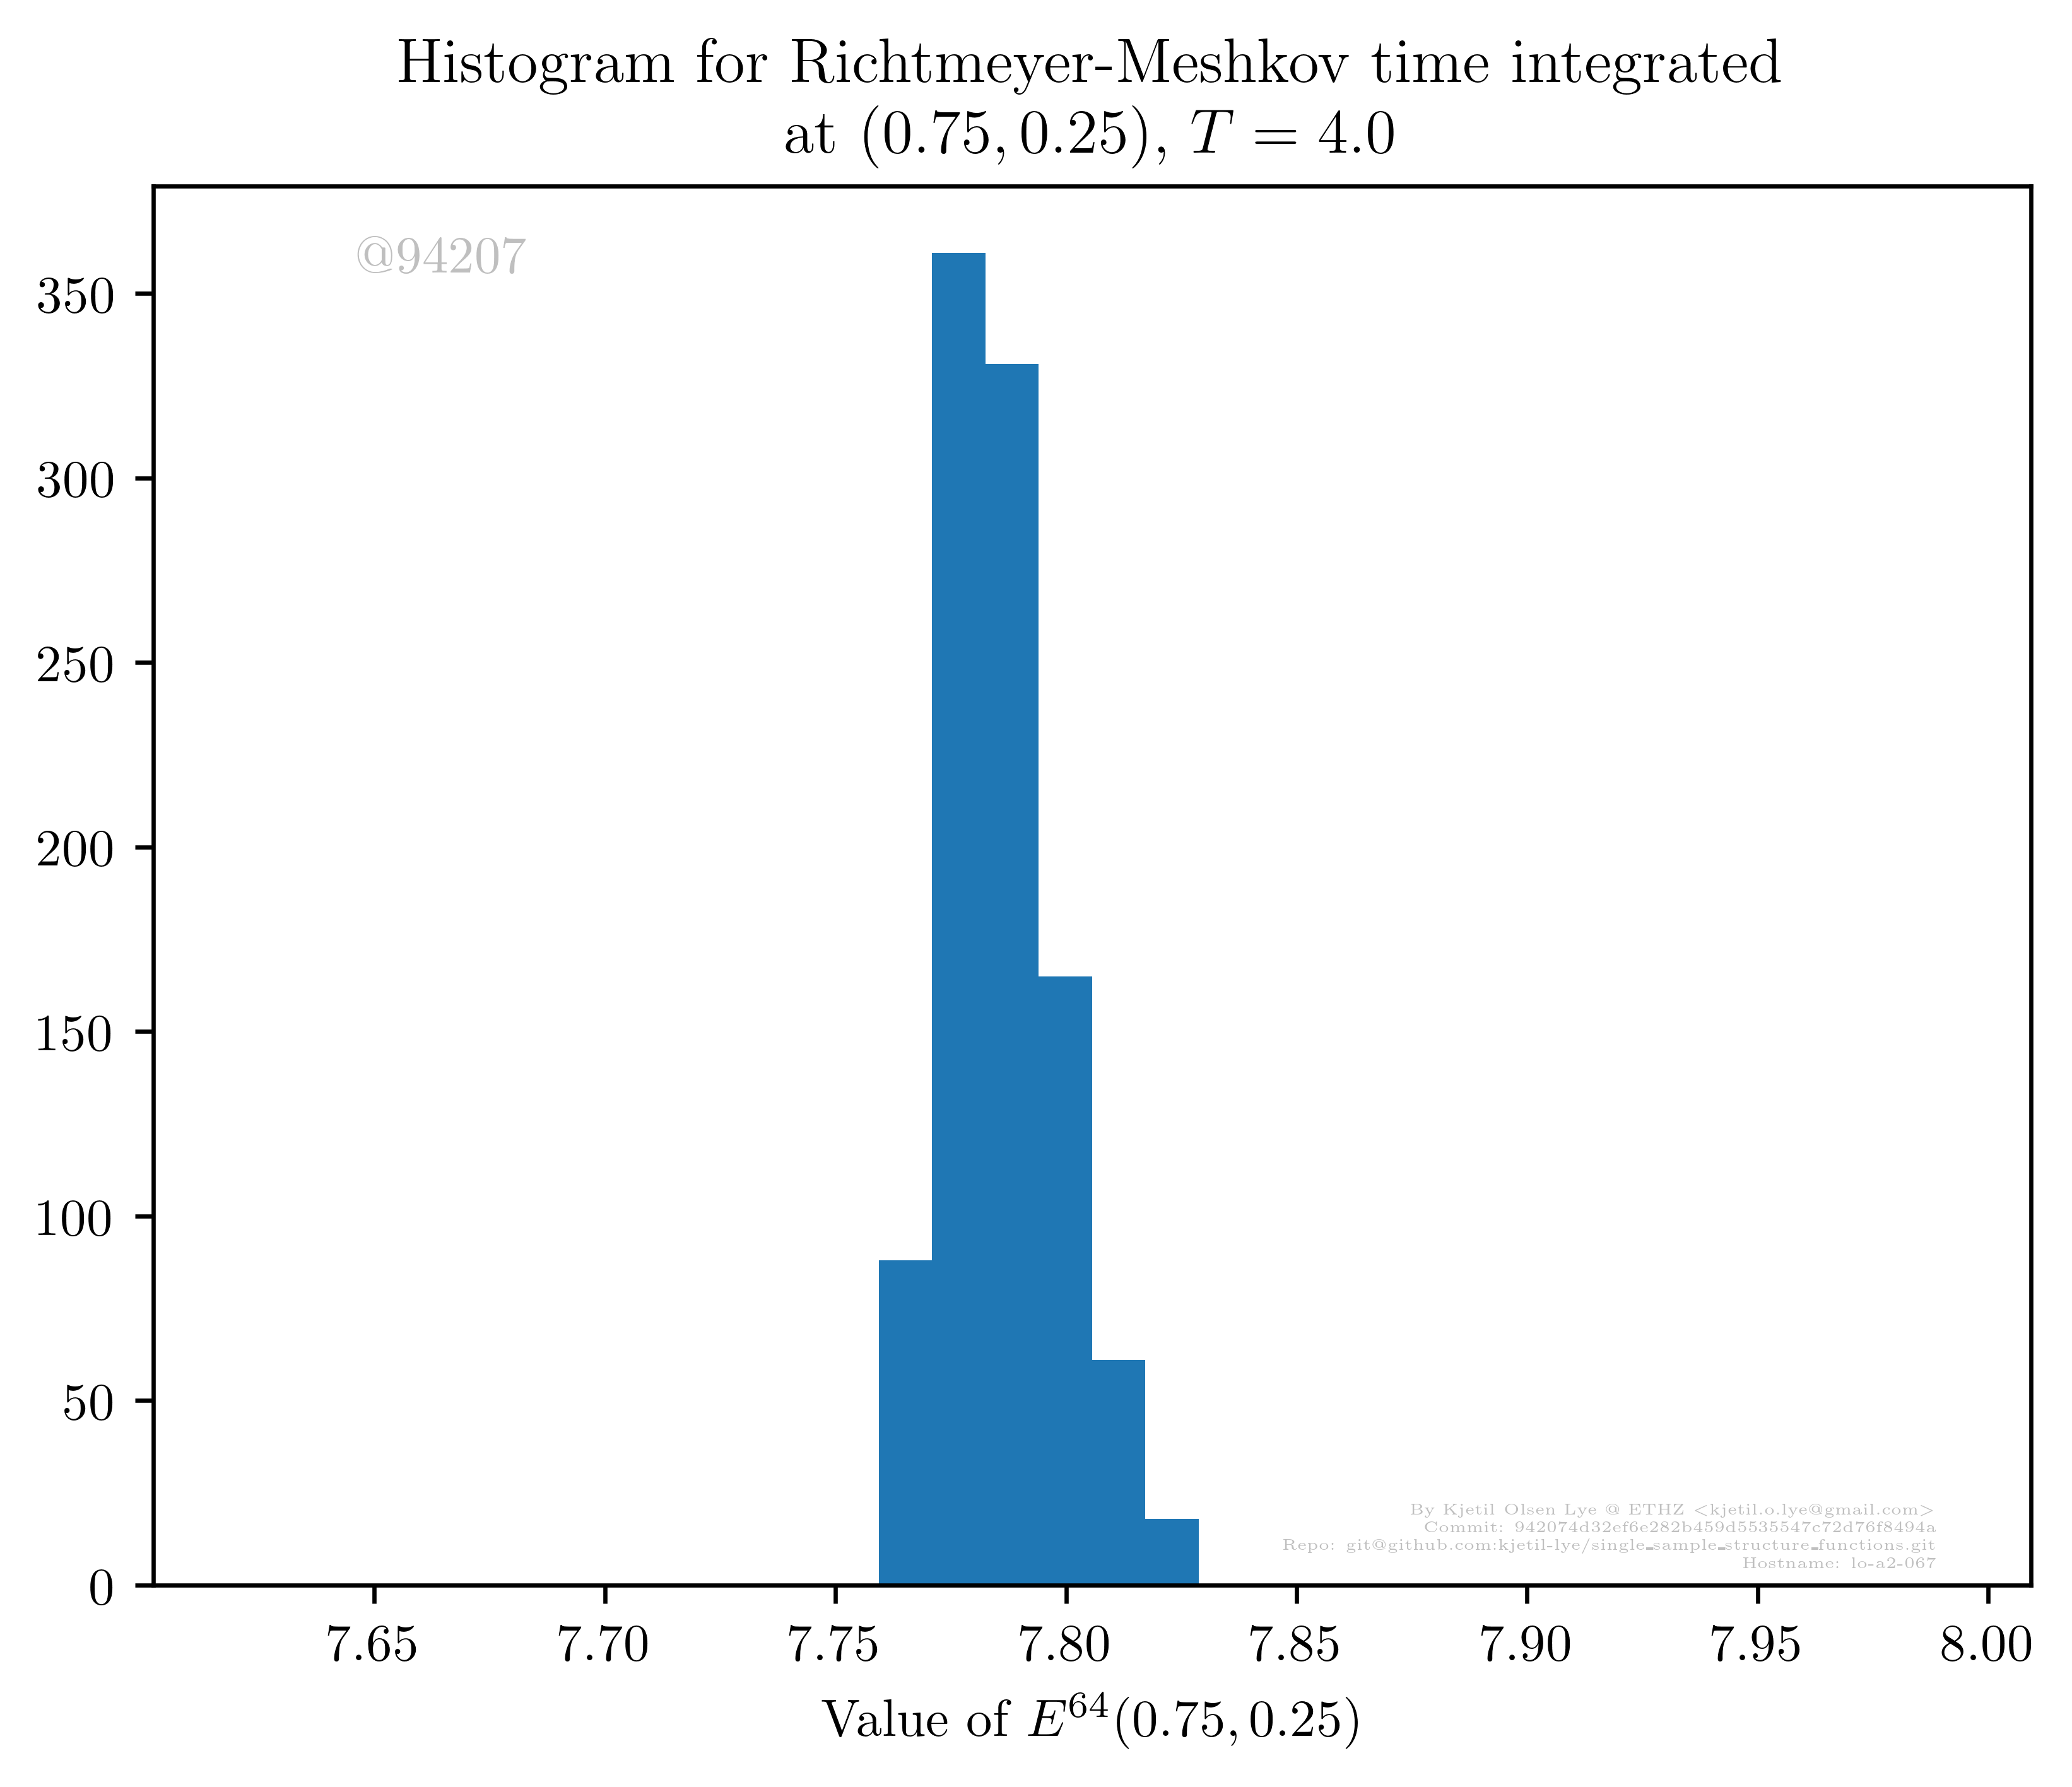 Histogram for Richtmeyer-Meshkov time integrated
at (0.75, 0.25), T = 4.0
@94207
350
300
250
200
150
100
50
0
By Kjetil Olsen Lye @ ETHZ <kjetil.o.lye@gmail.com>
Commit: 942074d32ef6e282b459d5535547c72d76f8494a
Repo: git@github.com:kjetil-lye/single_sample_structure_functions.git
Hostname: lo-a2-067
7.65 7.70 7.75 7.80 7.85 7.90 7.95 8.00
Value of E^64(0.75, 0.25)